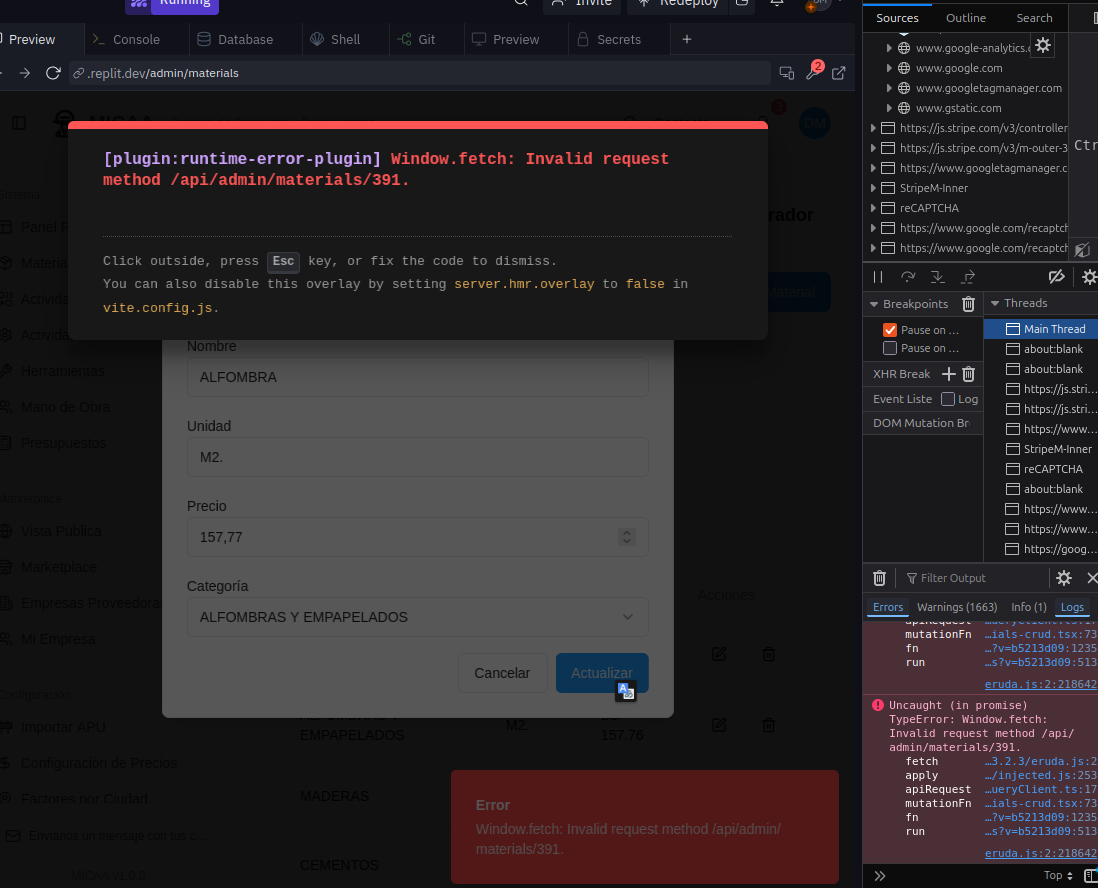 Running
Invite
Redeploy
Preview
Console
Database
Shell
Git
Preview
Secrets
.replit.dev/admin/materials
2
3
DM
[plugin:runtime-error-plugin] Window.fetch: Invalid request
method /api/admin/materials/391.
Click outside, press Esc key, or fix the code to dismiss.
You can also disable this overlay by setting server.hmr.overlay to false in
vite.config.js.
Herramientas
Mano de Obra
Presupuestos
Vista Pública
Marketplace
Empresas Proveedoras
Mi Empresa
Configuración
Importar APU
Configuración de Precios
Factores por Ciudad
Envíanos un mensaje con tus c...
MICAA v1.0.0
Nombre
ALFOMBRA
Unidad
M2.
Precio
157,77
Categoría
ALFOMBRAS Y EMPAPELADOS
Cancelar
Actualizar
Acciones
EMPAPELADOS
M2.
157.76
MADERAS
CEMENTOS
Error
Window.fetch: Invalid request method /api/admin/
materials/391.
Sources
Outline
Search
www.google-analytics.c
www.google.com
www.googletagmanager.com
www.gstatic.com
https://js.stripe.com/v3/controller
https://js.stripe.com/v3/m-outer-3
https://www.googletagmanager.c
StripeM-Inner
reCAPTCHA
https://www.google.com/recaptch
https://www.google.com/recaptch
Ctr
Breakpoints
Pause on ...
Pause on ...
XHR Break
Event Liste
Log
DOM Mutation Br
Threads
Main Thread
about:blank
about:blank
https://js.stri...
https://js.stri...
https://www...
StripeM-Inner
reCAPTCHA
about:blank
https://www...
https://www...
https://goog...
Filter Output
Errors
Warnings (1663)
Info (1)
Logs
apiRequest …ueryClient.ts:17
mutationFn …ials-crud.tsx:73
fn …?v=b5213d09:1235
run …s?v=b5213d09:513
eruda.js:2:218642
Uncaught (in promise)
TypeError: Window.fetch:
Invalid request method /api/
admin/materials/391.
fetch …3.2.3/eruda.js:2
apply …/injected.js:253
apiRequest …ueryClient.ts:17
mutationFn …ials-crud.tsx:73
fn …?v=b5213d09:1235
run …s?v=b5213d09:513
eruda.js:2:218642
Top